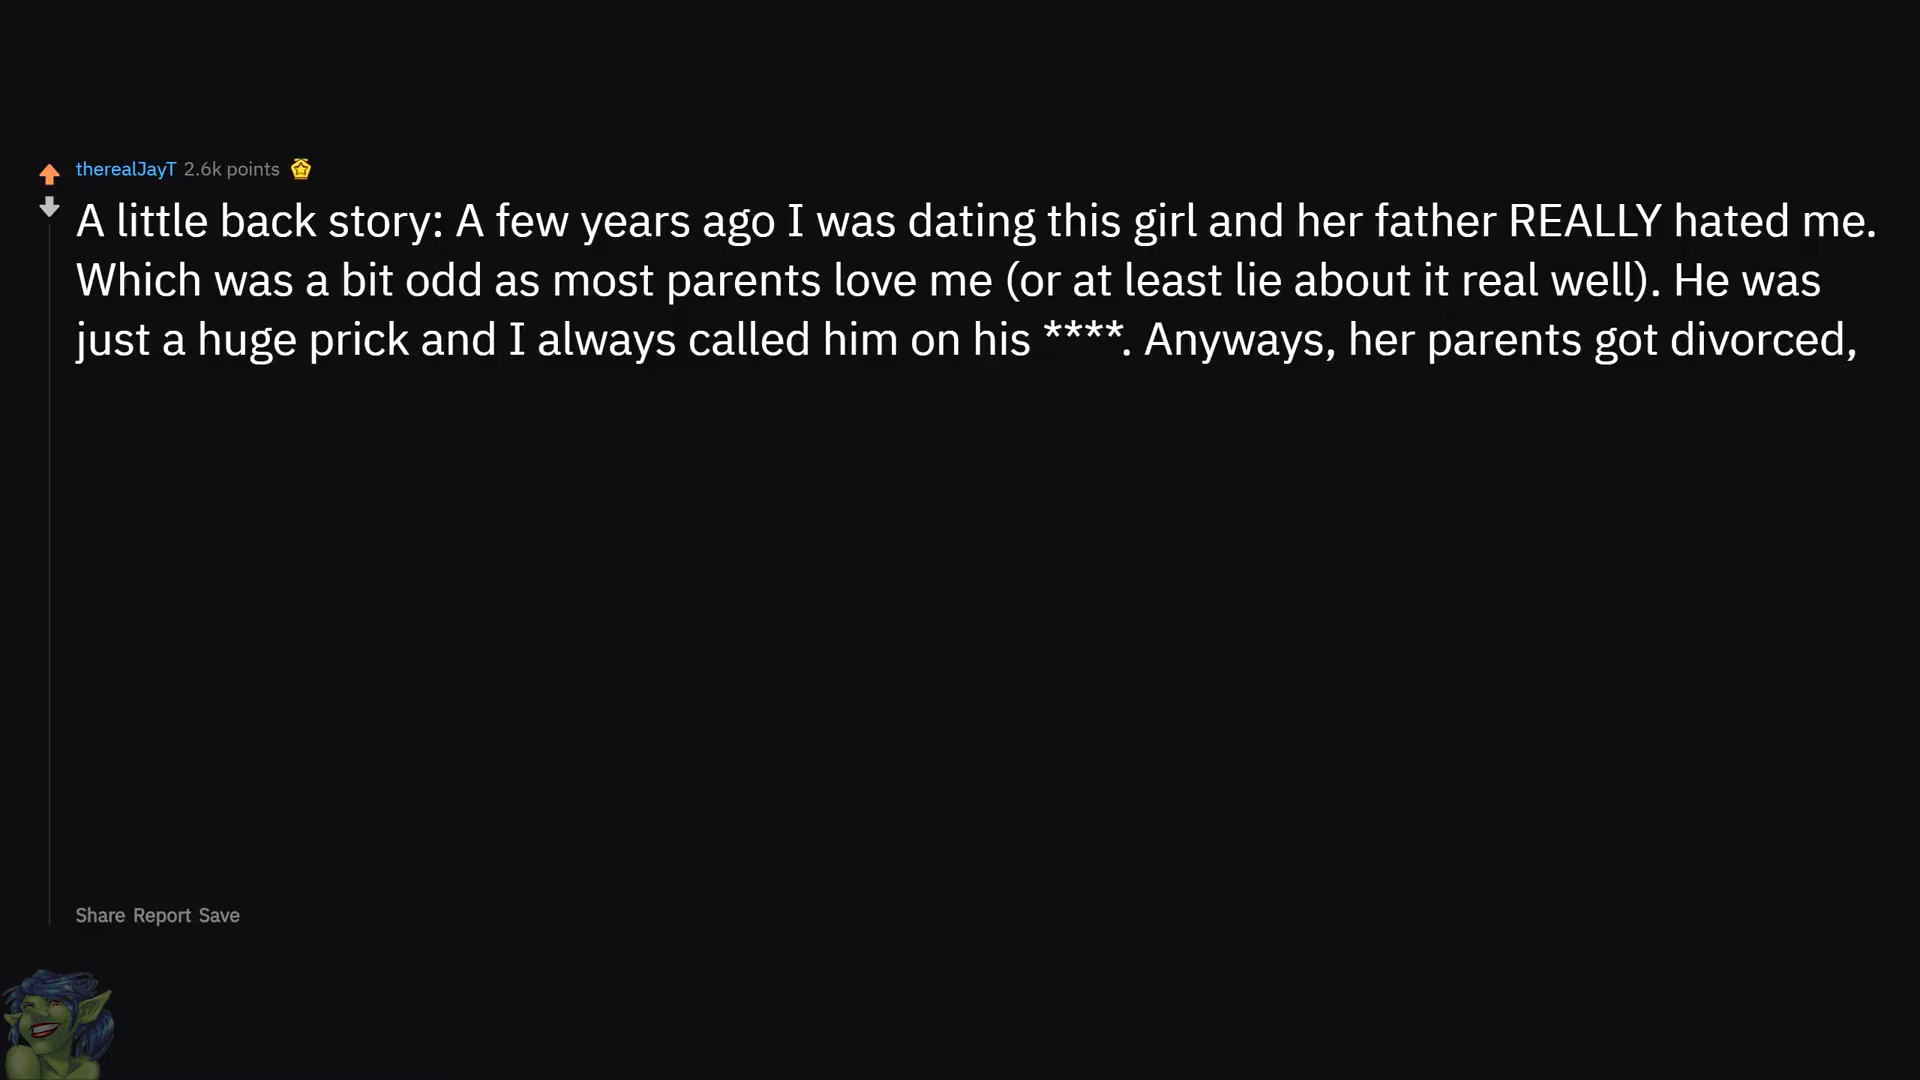 therealJayT 2.6k points
A little back story: A few years ago I was dating this girl and her father REALLY hated me.
Which was a bit odd as most parents love me (or at least lie about it real well). He was
just a huge prick and I always called him on his ****. Anyways, her parents got divorced,
Share Report Save